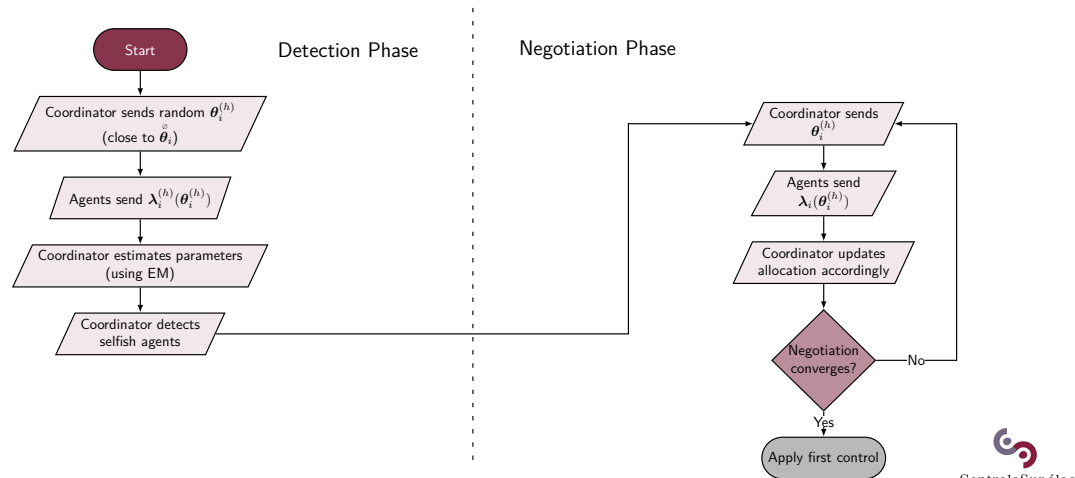 Start
Detection Phase
Negotiation Phase
Coordinator sends random θ_i^(h)
(close to θ̊_i)
Agents send λ_i^(h)(θ_i^(h))
Coordinator estimates parameters
(using EM)
Coordinator detects
selfish agents
Coordinator sends
θ_i^(h)
Agents send
λ_i(θ_i^(h))
Coordinator updates
allocation accordingly
Negotiation
converges?
No
Yes
Apply first control